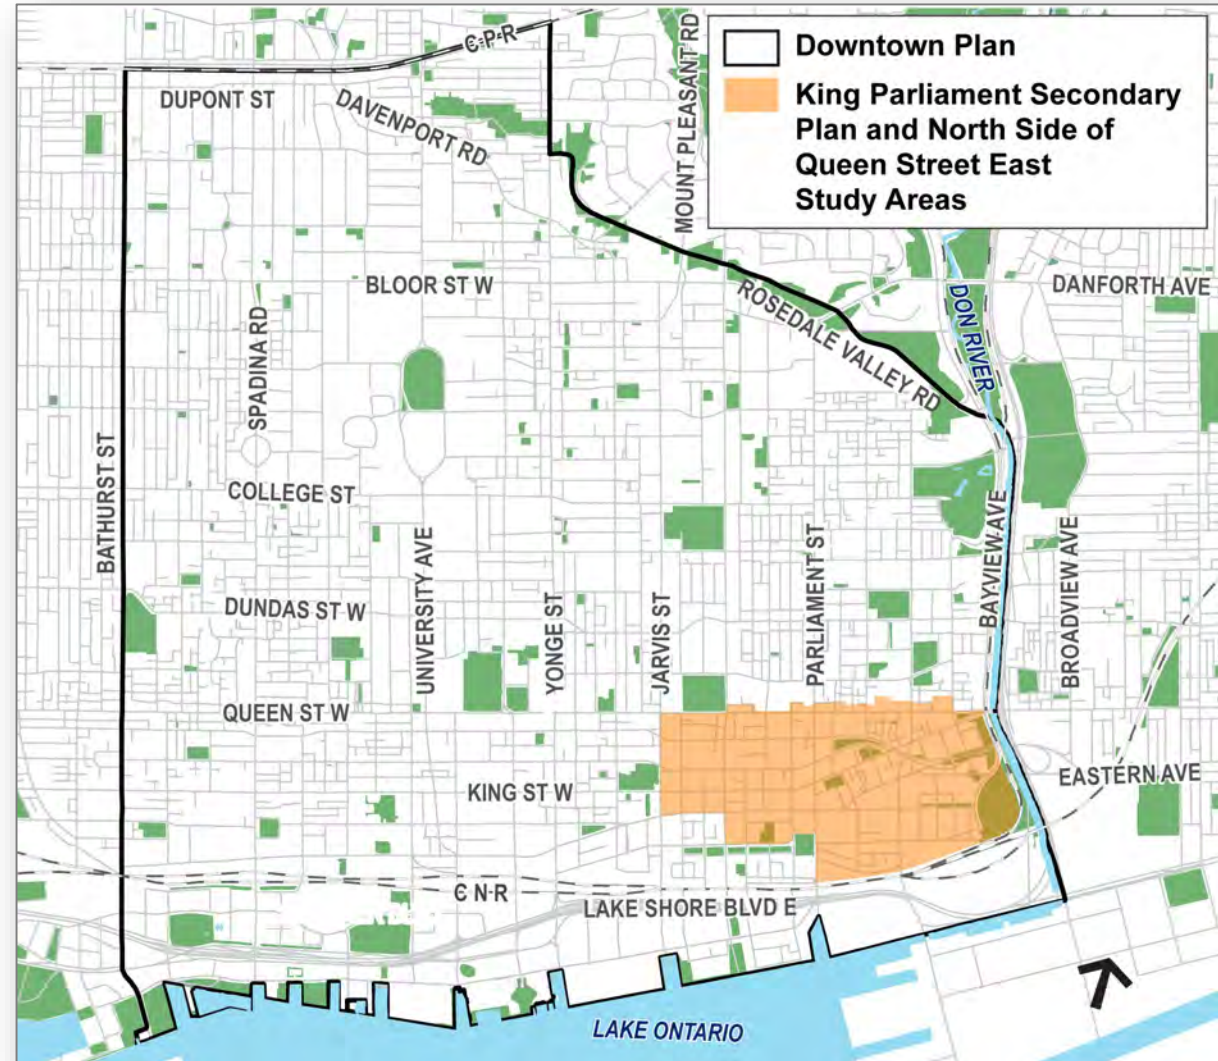 C P R
DUPONT ST
DAVENPORT RD
MOUNT PLEASANT RD
Downtown Plan
King Parliament Secondary
Plan and North Side of
Queen Street East
Study Areas
BLOOR ST W
SPADINA RD
ROSEDALE VALLEY RD
DON RIVER
DANFORTH AVE
BATHURST ST
COLLEGE ST
UNIVERSITY AVE
DUNDAS ST W
YONGE ST
JARVIS ST
PARLIAMENT ST
BAYVIEW AVE
BROADVIEW AVE
QUEEN ST W
KING ST W
EASTERN AVE
C N R
LAKE SHORE BLVD E
LAKE ONTARIO